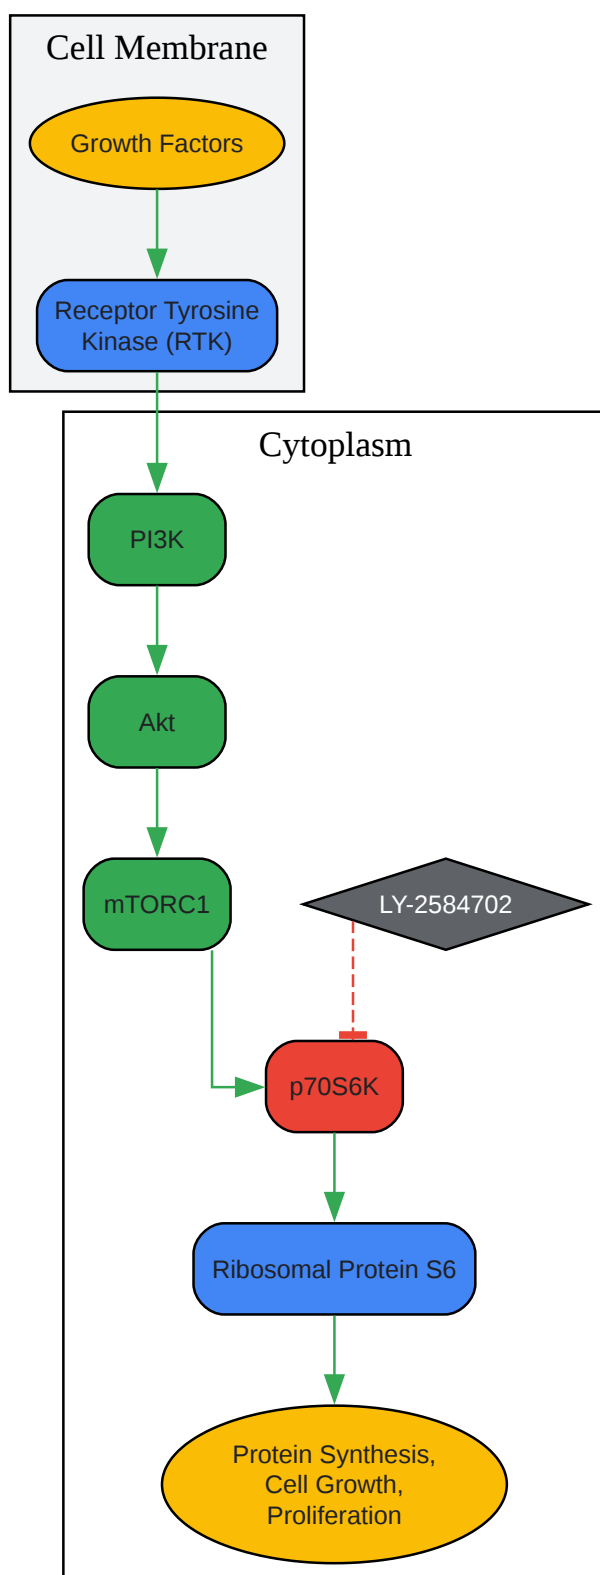 Cell Membrane
Growth Factors
Receptor Tyrosine
Kinase (RTK)
Cytoplasm
PI3K
Akt
mTORC1
LY-2584702
p70S6K
Ribosomal Protein S6
Protein Synthesis,
Cell Growth,
Proliferation